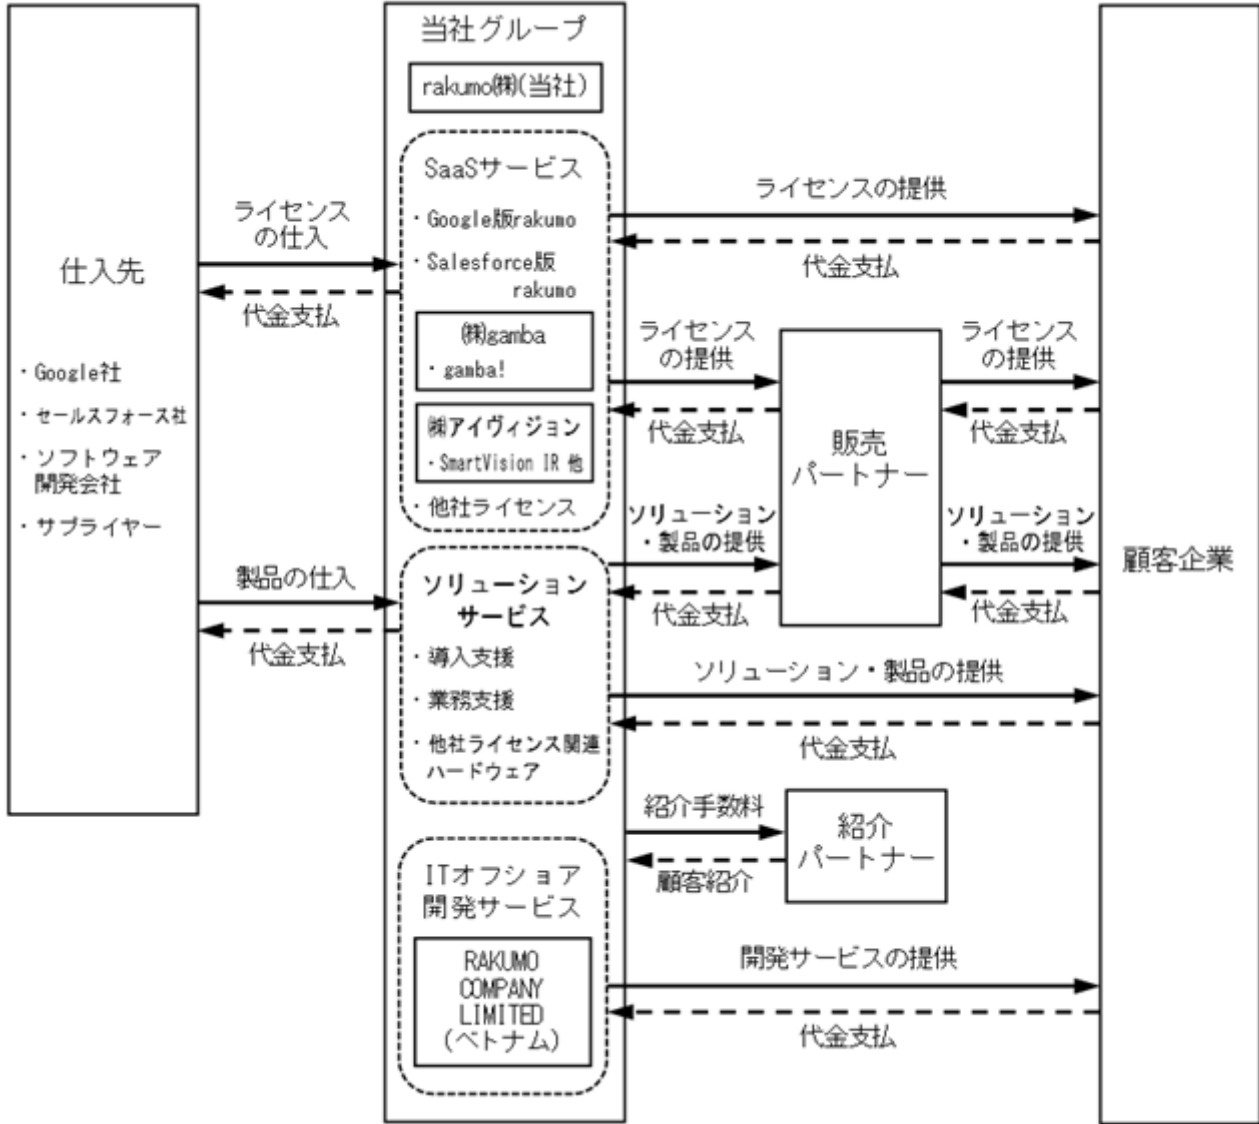 仕入先
・Google社
・セールスフォース社
・ソフトウェア
開発会社
・サプライヤー
ライセンス
の仕入
代金支払
製品の仕入
代金支払
当社グループ
rakumo㈱(当社)
SaaSサービス
・Google版rakumo
・Salesforce版
rakumo
㈱gamba
・gamba!
㈱アイヴィジョン
・SmartVision IR 他
・他社ライセンス
ソリューション
サービス
・導入支援
・業務支援
・他社ライセンス関連
ハードウェア
ITオフショア
開発サービス
RAKUMO
COMPANY
LIMITED
(ベトナム)
ライセンスの提供
代金支払
ライセンス
の提供
代金支払
ソリューション
・製品の提供
代金支払
販売
パートナー
ライセンス
の提供
代金支払
ソリューション
・製品の提供
代金支払
ソリューション・製品の提供
代金支払
紹介手数料
顧客紹介
紹介
パートナー
開発サービスの提供
代金支払
顧客企業